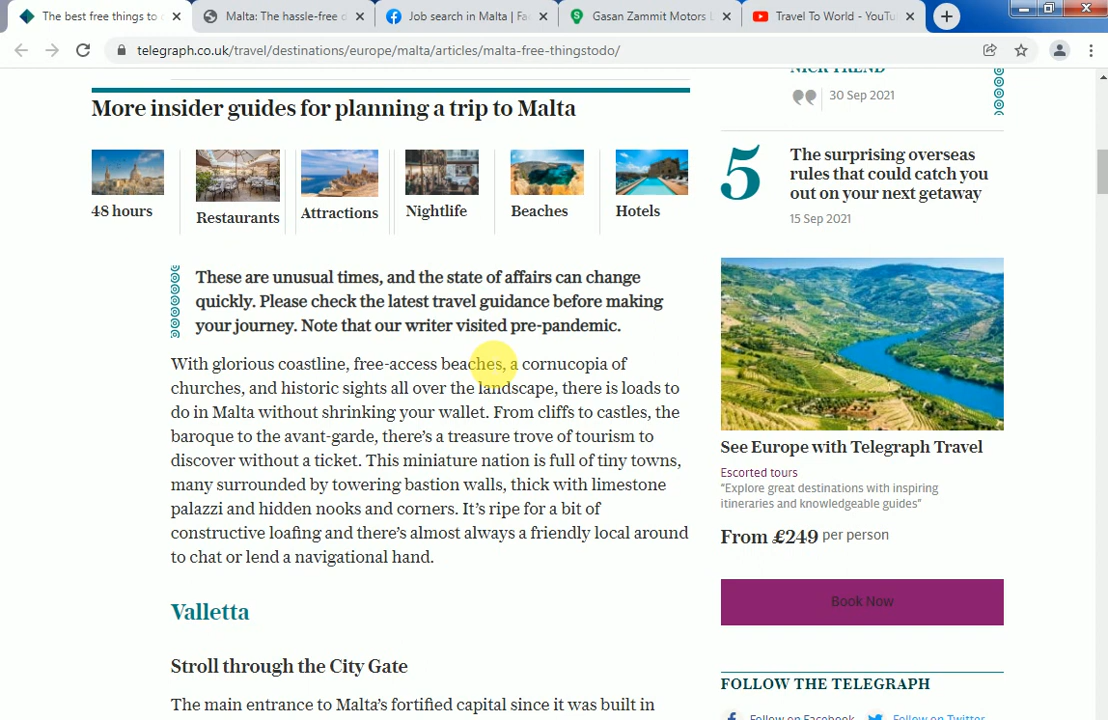 The best free things to
Malta: The hassle-free
Job search in Malta | Fa
Gasan Zammit Motors
Travel To World - YouTu
telegraph.co.uk/travel/destinations/europe/malta/articles/malta-free-thingstodo/
More insider guides for planning a trip to Malta
48 hours
Restaurants
Attractions
Nightlife
Beaches
Hotels
These are unusual times, and the state of affairs can change
quickly. Please check the latest travel guidance before making
your journey. Note that our writer visited pre-pandemic.
With glorious coastline, free-access beaches, a cornucopia of
churches, and historic sights all over the landscape, there is loads to
do in Malta without shrinking your wallet. From cliffs to castles, the
baroque to the avant-garde, there's a treasure trove of tourism to
discover without a ticket. This miniature nation is full of tiny towns,
many surrounded by towering bastion walls, thick with limestone
palazzi and hidden nooks and corners. It's ripe for a bit of
constructive loafing and there's almost always a friendly local around
to chat or lend a navigational hand.
Valletta
Stroll through the City Gate
The main entrance to Malta's fortified capital since it was built in
NICK TREND
30 Sep 2021
5
The surprising overseas
rules that could catch you
out on your next getaway
15 Sep 2021
See Europe with Telegraph Travel
Escorted tours
"Explore great destinations with inspiring
itineraries and knowledgeable guides"
From £249 per person
Book Now
FOLLOW THE TELEGRAPH
Follow on Facebook
Follow on Twitter